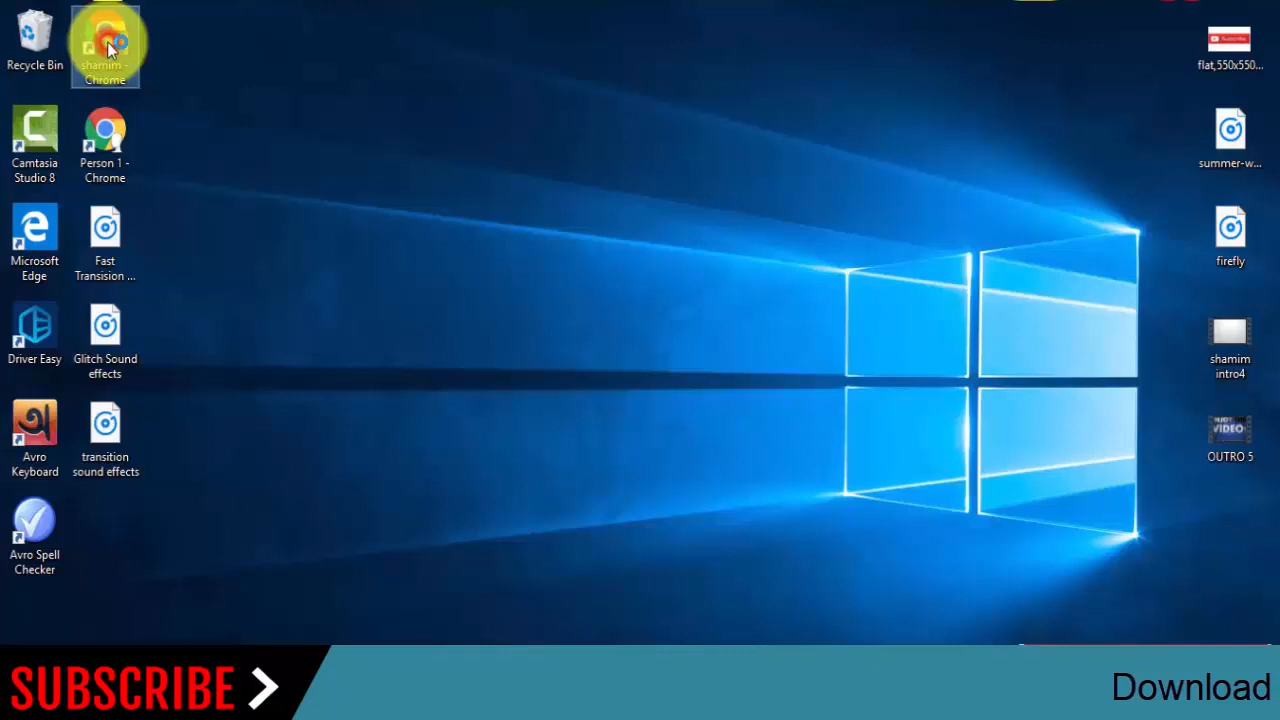 Recycle Bin
shamim -
Chrome
Camtasia
Studio 8
Person 1 -
Chrome
Microsoft
Edge
Fast
Transision ...
Driver Easy
Glitch Sound
effects
Avro
Keyboard
transition
sound effects
Avro Spell
Checker
flat,550x550...
summer-w...
firefly
shamim
intro4
VIDEO
OUTRO 5
SUBSCRIBE
Download